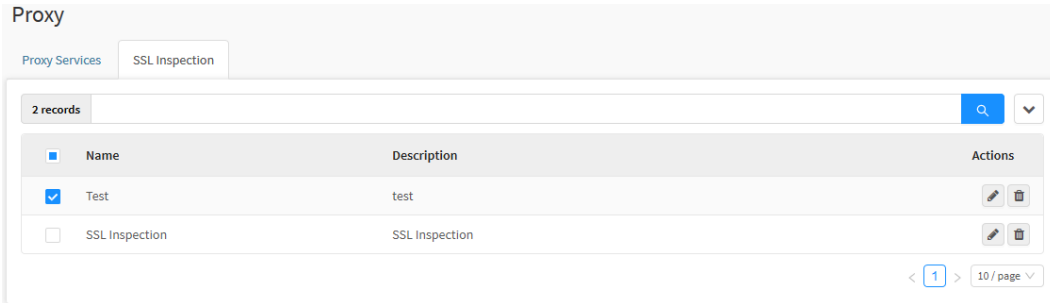 Proxy
Proxy Services SSL Inspection
2 records
Name Description Actions
Test test
SSL Inspection SSL Inspection
< 1 > 10 / page